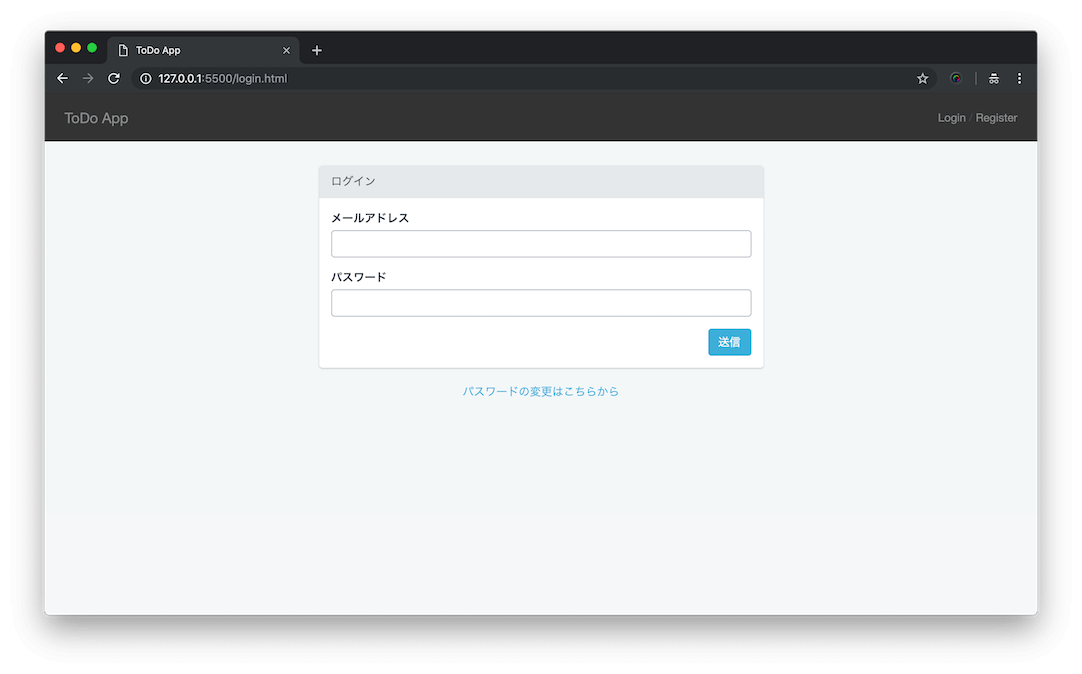 ToDo App
127.0.0.1:5500/login.html
ToDo App
Login / Register
ログイン
メールアドレス
パスワード
送信
パスワードの変更はこちらから